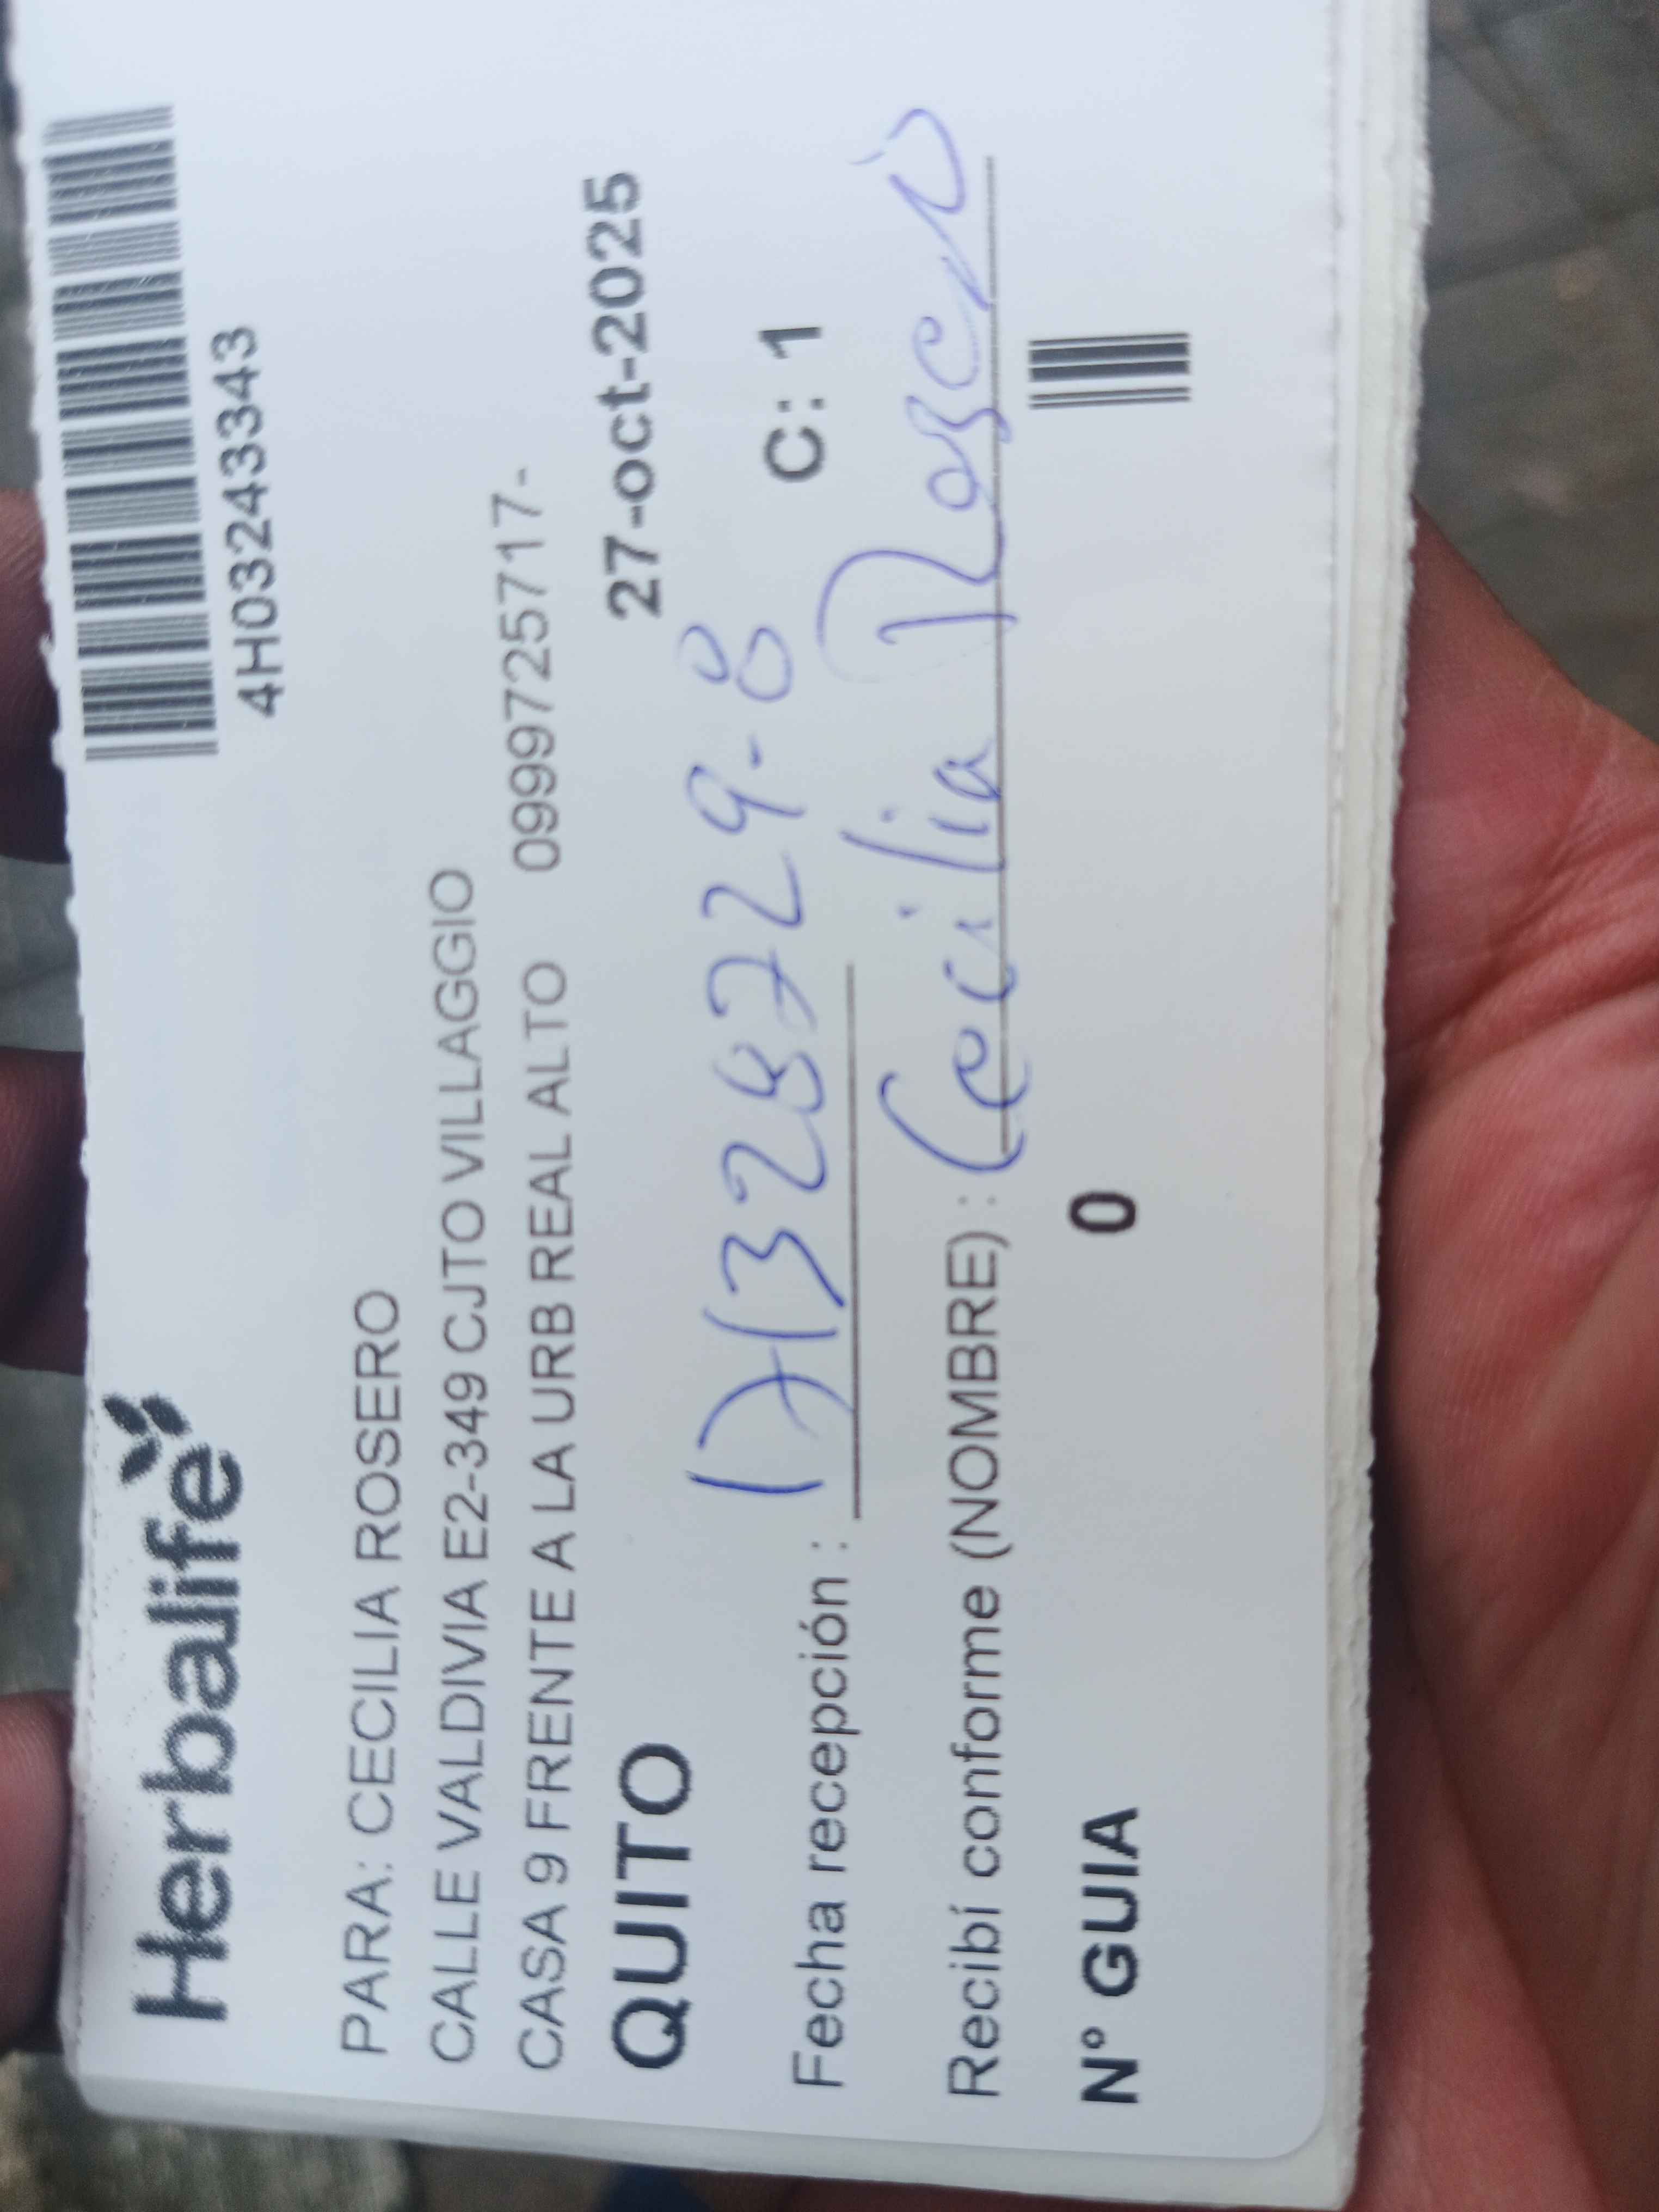 Herbalife
4H03243343
PARA: CECILIA ROSERO
CALLE VALDIVIA E2-349 CJTO VILLAGGIO
CASA 9 FRENTE A LA URB REAL ALTO 0999725717-
QUITO 27-oct-2025
Fecha recepción : 171328729-8
C: 1
Recibí conforme (NOMBRE) : Cecilia Rosero
N° GUIA 0